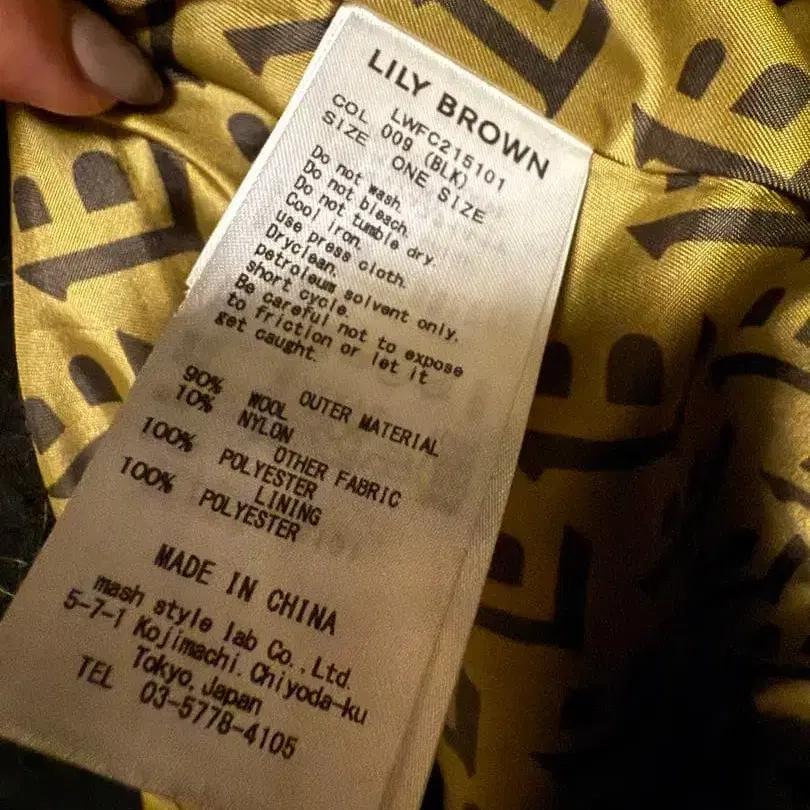 LILY BROWN
LWFC215101
COL 009 (BLK)
SIZE ONE SIZE
Do not wash.
Do not bleach.
Do not tumble dry.
Cool iron.
use press cloth.
Dryclean.
petroleum solvent only.
short cycle.
Be careful not to expose
to friction or let it
get caught.
OUTER MATERIAL
90% WOOL
10% NYLON
OTHER FABRIC
100% POLYESTER
LINING
100% POLYESTER
MADE IN CHINA
mash style lab Co.,Ltd.
5-7-1 Kojimachi.Chiyoda-ku
Tokyo.Japan
TEL 03-5778-4105